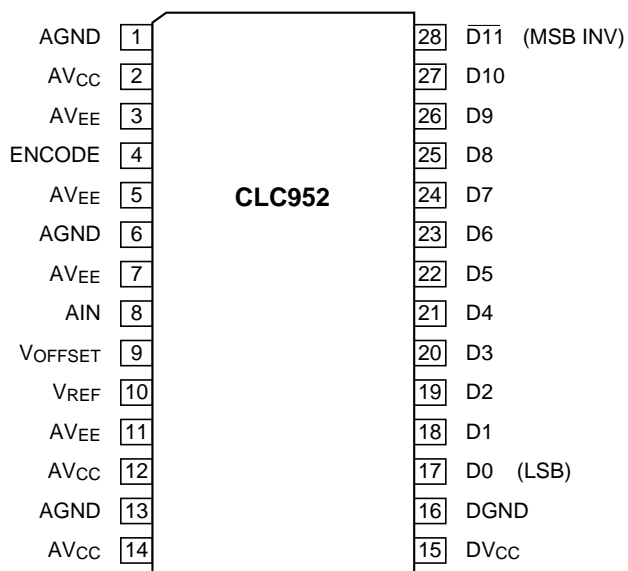 AGND 1 28 D̅1̅1̅ (MSB INV)
AVCC 2 27 D10
AVEE 3 26 D9
ENCODE 4 25 D8
AVEE 5 CLC952 24 D7
AGND 6 23 D6
AVEE 7 22 D5
AIN 8 21 D4
VOFFSET 9 20 D3
VREF 10 19 D2
AVEE 11 18 D1
AVCC 12 17 D0 (LSB)
AGND 13 16 DGND
AVCC 14 15 DVCC